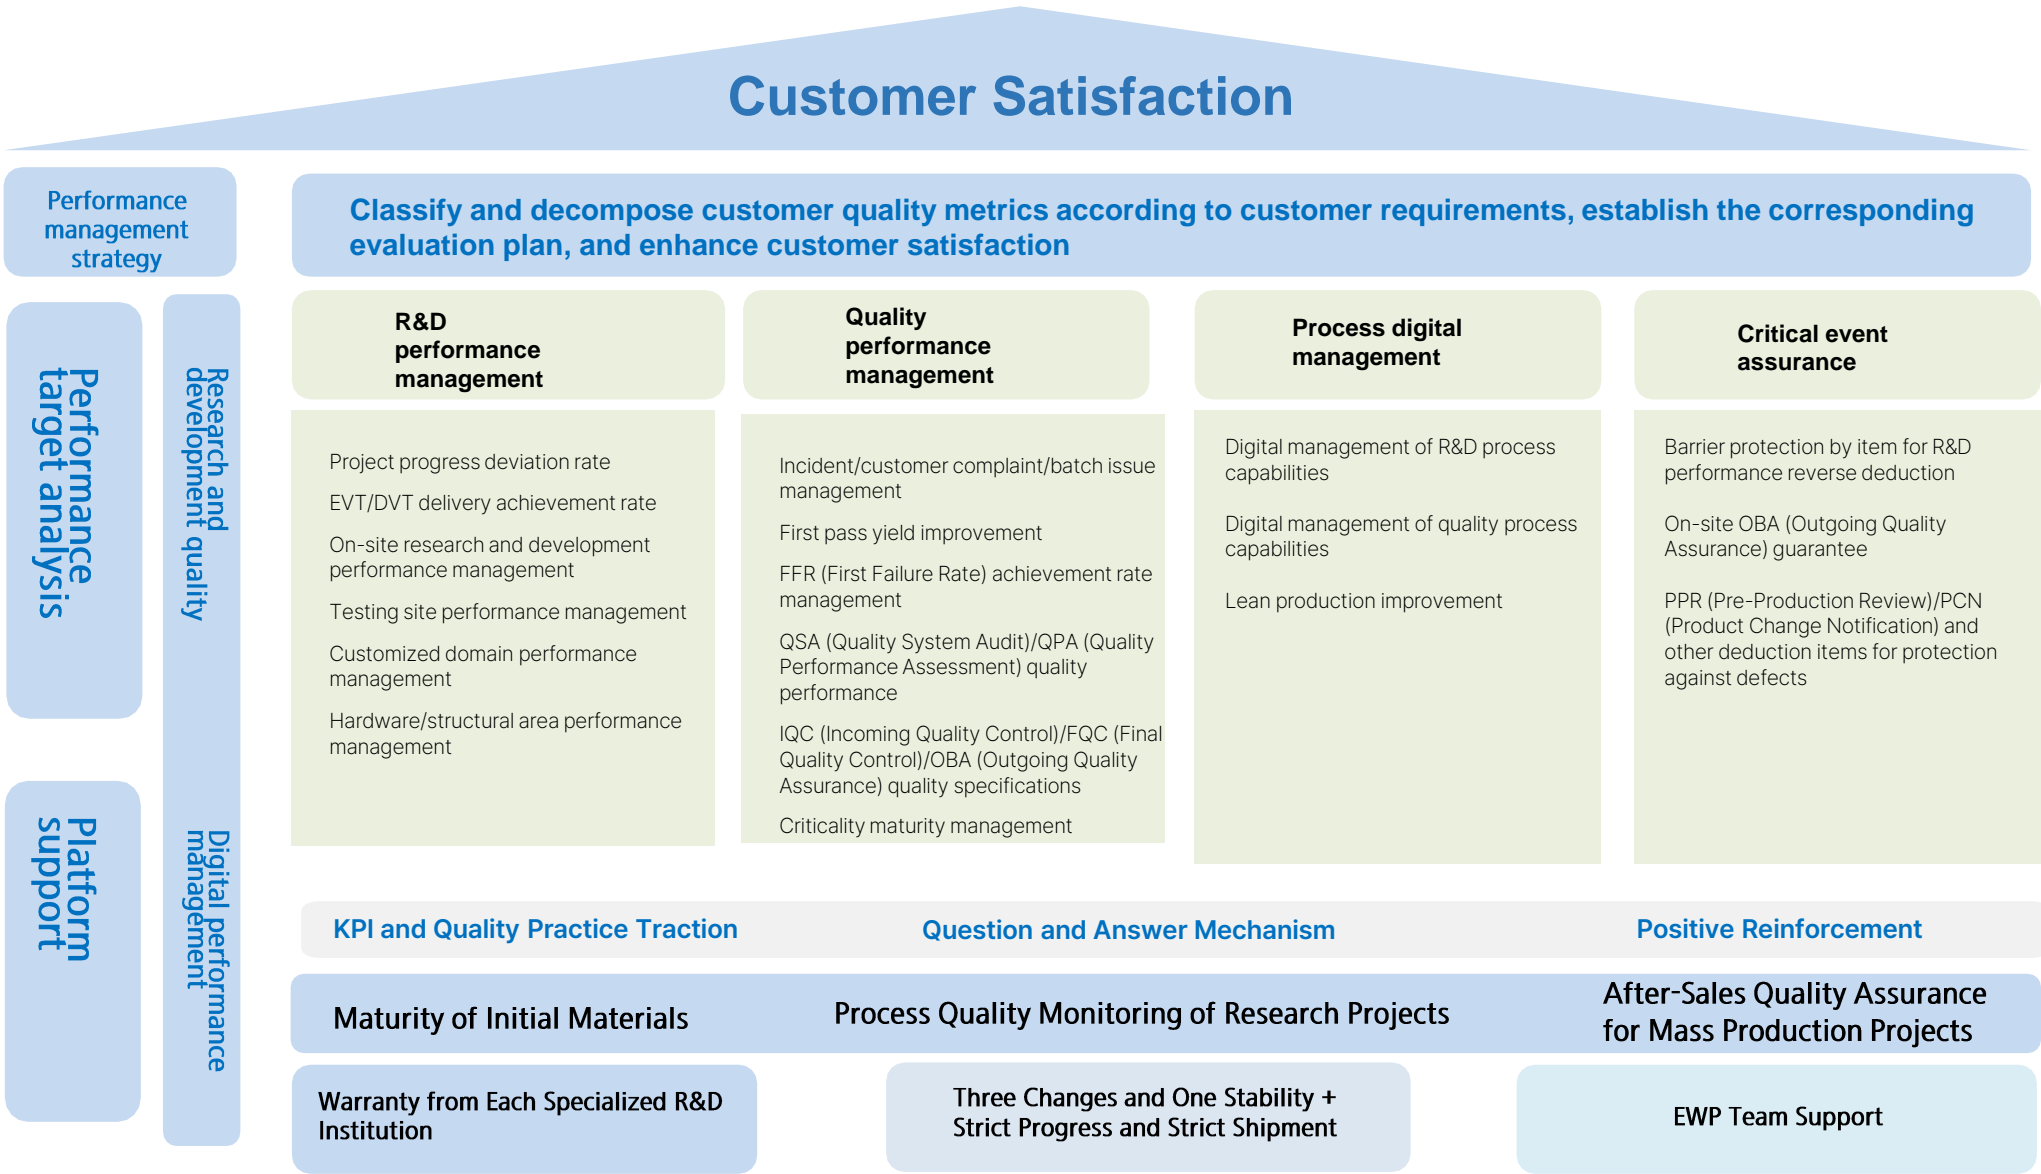 Customer Satisfaction
Performance
management
strategy
Classify and decompose customer quality metrics according to customer requirements, establish the corresponding
evaluation plan, and enhance customer satisfaction
Performance
target analysis
Research and
development quality
R&D
performance
management
Project progress deviation rate
EVT/DVT delivery achievement rate
On-site research and development
performance management
Testing site performance management
Customized domain performance
management
Hardware/structural area performance
management
Quality
performance
management
Incident/customer complaint/batch issue
management
First pass yield improvement
FFR (First Failure Rate) achievement rate
management
QSA (Quality System Audit)/QPA (Quality
Performance Assessment) quality
performance
IQC (Incoming Quality Control)/FQC (Final
Quality Control)/OBA (Outgoing Quality
Assurance) quality specifications
Criticality maturity management
Process digital
management
Digital management of R&D process
capabilities
Digital management of quality process
capabilities
Lean production improvement
Critical event
assurance
Barrier protection by item for R&D
performance reverse deduction
On-site OBA (Outgoing Quality
Assurance) guarantee
PPR (Pre-Production Review)/PCN
(Product Change Notification) and
other deduction items for protection
against defects
Platform
support
Digital performance
management
KPI and Quality Practice Traction
Question and Answer Mechanism
Positive Reinforcement
Maturity of Initial Materials
Process Quality Monitoring of Research Projects
After-Sales Quality Assurance
for Mass Production Projects
Warranty from Each Specialized R&D
Institution
Three Changes and One Stability +
Strict Progress and Strict Shipment
EWP Team Support